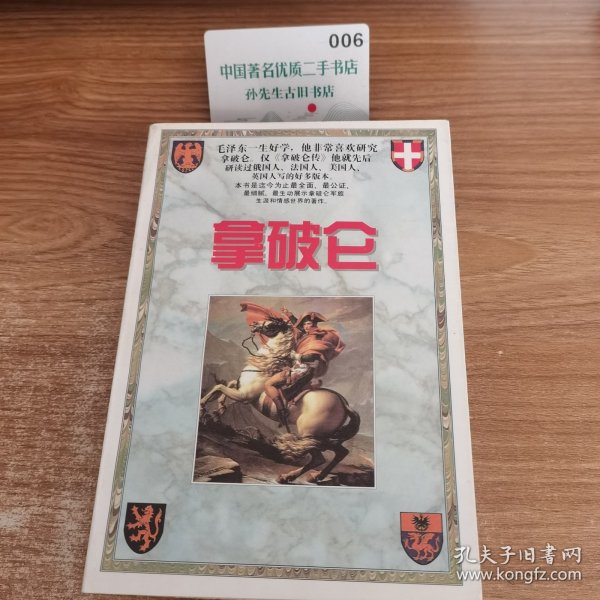 006
中国著名优质二手书店
孙先生古旧书店
毛泽东一生好学，他非常喜欢研究
拿破仑。仅《拿破仑传》他就先后
研读过俄国人、法国人、美国人、
英国人写的好多版本。
本书是迄今为止最全面、最公证、
最细腻、最生动展示拿破仑军旅
生涯和情感世界的著作。
拿破仑
孔夫子旧书网
www.kongfz.com